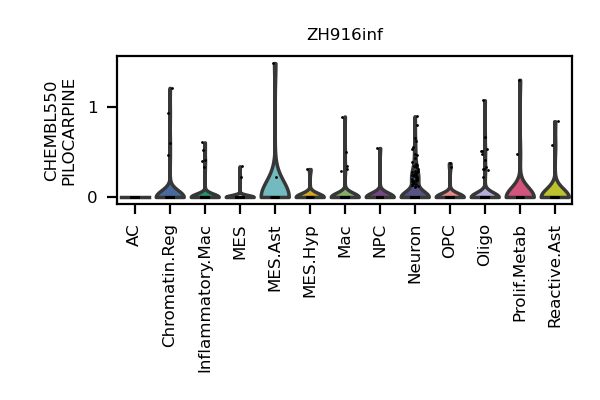 ZH916inf
CHEMBL550
PILOCARPINE
1
0
AC
Chromatin.Reg
Inflammatory.Mac
MES
MES.Ast
MES.Hyp
Mac
NPC
Neuron
OPC
Oligo
Prolif.Metab
Reactive.Ast